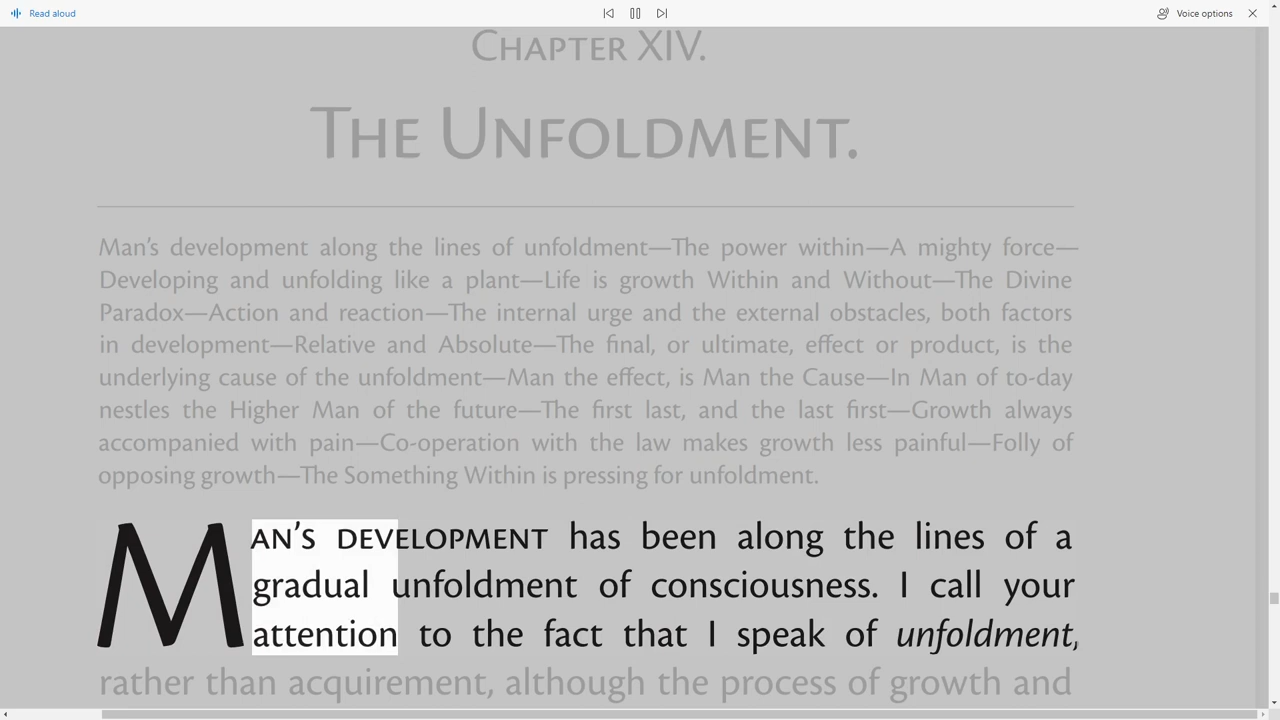 Read aloud
Voice options
CHAPTER XIV.
THE UNFOLDMENT.
Man's development along the lines of unfoldment—The power within—A mighty force—
Developing and unfolding like a plant—Life is growth Within and Without—The Divine
Paradox—Action and reaction—The internal urge and the external obstacles, both factors
in development—Relative and Absolute—The final, or ultimate, effect or product, is the
underlying cause of the unfoldment—Man the effect, is Man the Cause—In Man of to-day
nestles the Higher Man of the future—The first last, and the last first—Growth always
accompanied with pain—Co-operation with the law makes growth less painful—Folly of
opposing growth—The Something Within is pressing for unfoldment.
MAN'S DEVELOPMENT has been along the lines of a
gradual unfoldment of consciousness. I call your
attention to the fact that I speak of unfoldment,
rather than acquirement, although the process of growth and